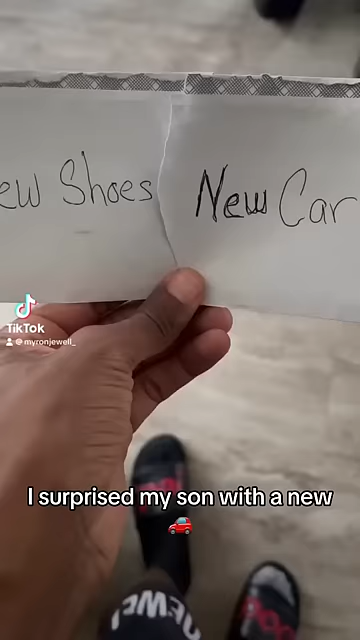 ew Shoes New Car
TikTok
@myronjewell_
I surprised my son with a new
🚗